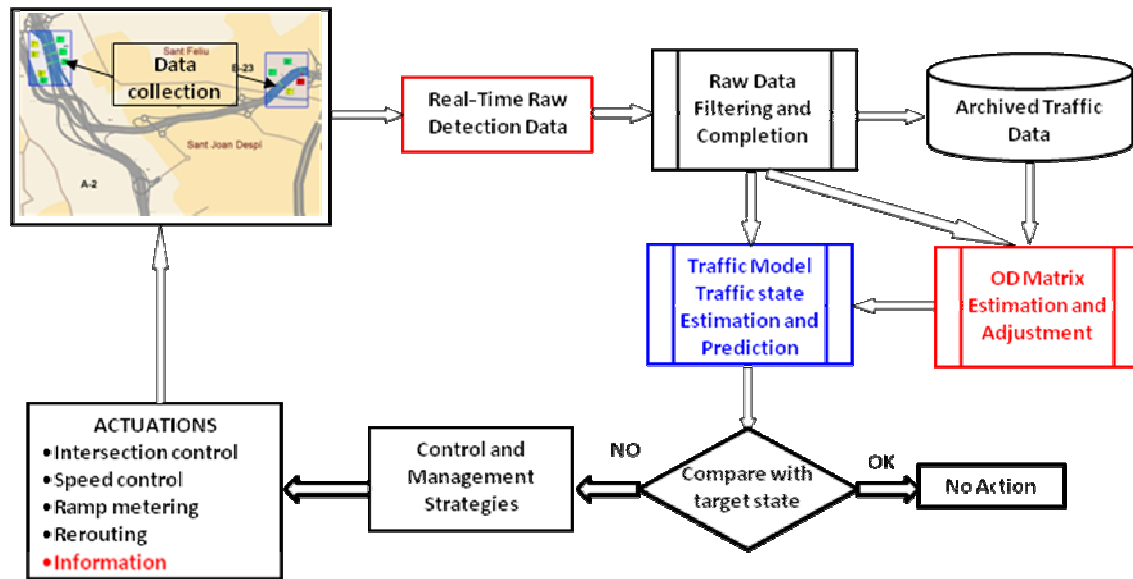 Sant Feliu
Data
collection
B-23
Sant Joan Despí
A-2
Real-Time Raw
Detection Data
Raw Data
Filtering and
Completion
Archived Traffic
Data
Traffic Model
Traffic state
Estimation and
Prediction
OD Matrix
Estimation and
Adjustment
ACTUATIONS
•Intersection control
•Speed control
•Ramp metering
•Rerouting
•Information
Control and
Management
Strategies
NO
Compare with
target state
OK
No Action